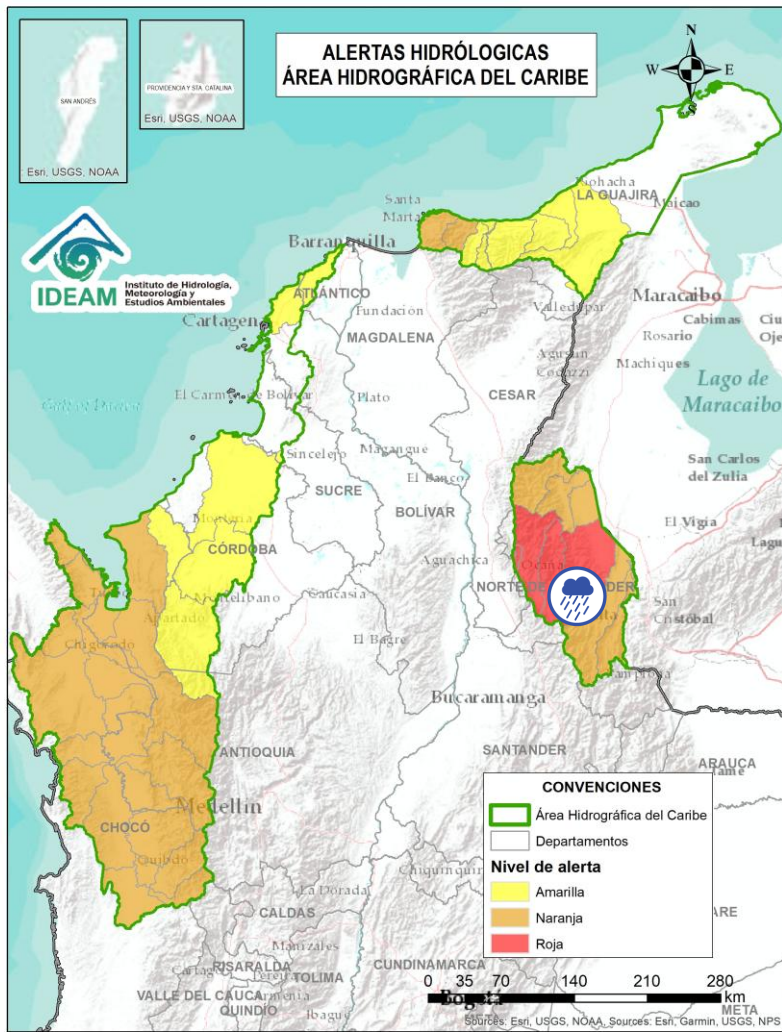 ALERTAS HIDRÓLOGICAS
ÁREA HIDROGRÁFICA DEL CARIBE
N
W
E
S
SAN ANDRÉS
Esri, USGS, NOAA
PROVIDENCIA Y STA. CATALINA
Esri, USGS, NOAA
IDEAM
Instituto de Hidrología,
Meteorología y
Estudios Ambientales
LA GUAJIRA
Maicao
Santa
Marta
Barranquilla
ATLÁNTICO
Cartagena
Fundación
MAGDALENA
Valledupar
Maracaibo
Cabimas
Rosario
Machiques
Agustín
Codazzi
CESAR
Lago de
Maracaibo
El Carmen de Bolívar
Plato
Sincelejo
Magangue
SUCRE
El Banco
BOLÍVAR
San Carlos
del Zulia
El Vigía
Montería
CÓRDOBA
Aguachica
Ocaña
Montelíbano
Caucasia
San
Cristóbal
Apartado
Chigorodó
El Bagre
Bucaramanga
Pamplona
ANTIOQUIA
SANTANDER
ARAUCA
Medellín
CHOCÓ
Quibdó
La Dorada
CALDAS
Manizales
RISARALDA
Pereira
TOLIMA
CUNDINAMARCA
VALLE DEL CAUCA
Armenia
QUINDÍO
Ibague
Bogotá
META
META
CONVENCIONES
Área Hidrográfica del Caribe
Departamentos
Nivel de alerta
Amarilla
Naranja
Roja
0 35 70 140 210 280
km
Sources: Esri, USGS, NOAA, Sources: Esri, Garmin, USGS, NPS